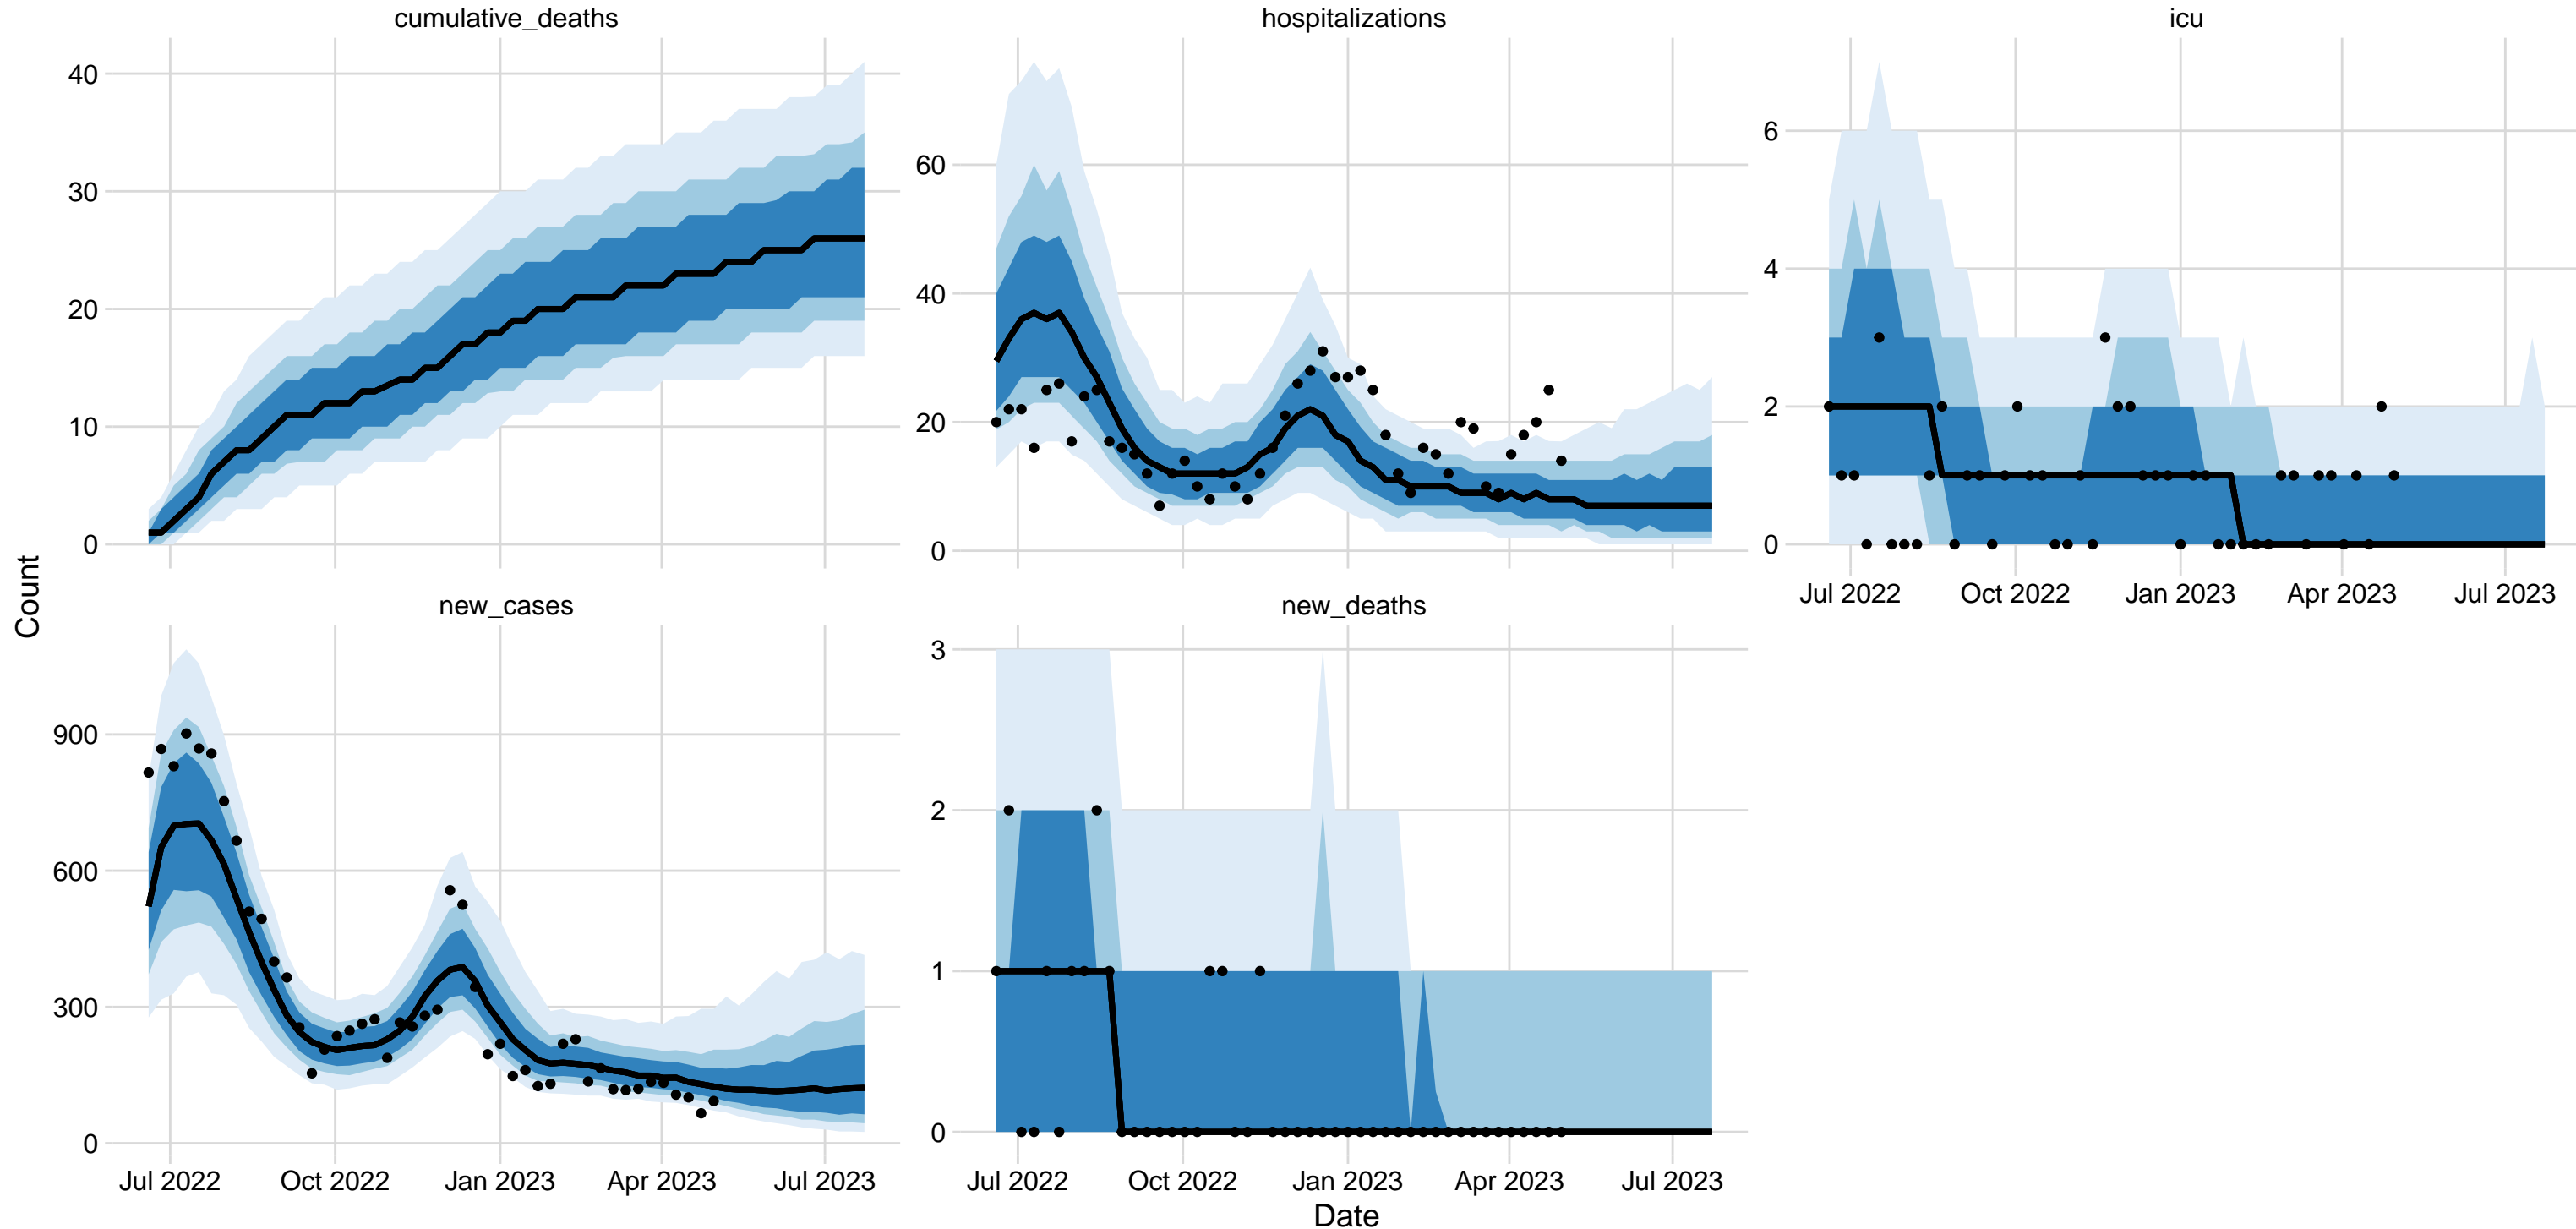 cumulative_deaths
hospitalizations
icu
40
30
20
10
0
60
40
20
0
6
4
2
0
Jul 2022
Oct 2022
Jan 2023
Apr 2023
Jul 2023
Count
new_cases
new_deaths
900
600
300
0
3
2
1
0
Jul 2022
Oct 2022
Jan 2023
Apr 2023
Jul 2023
Jul 2022
Oct 2022
Jan 2023
Apr 2023
Jul 2023
Date